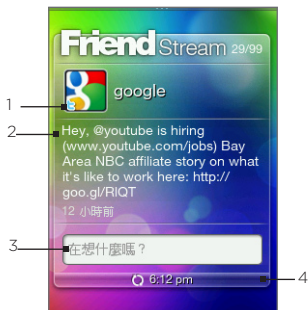 Friend Stream 29/99
1
google
2
Hey, @youtube is hiring
(www.youtube.com/jobs) Bay
Area NBC affiliate story on what
it's like to work here: http://
goo.gl/RlQT
12 小時前
3
在想什麼嗎？
6:12 pm
4